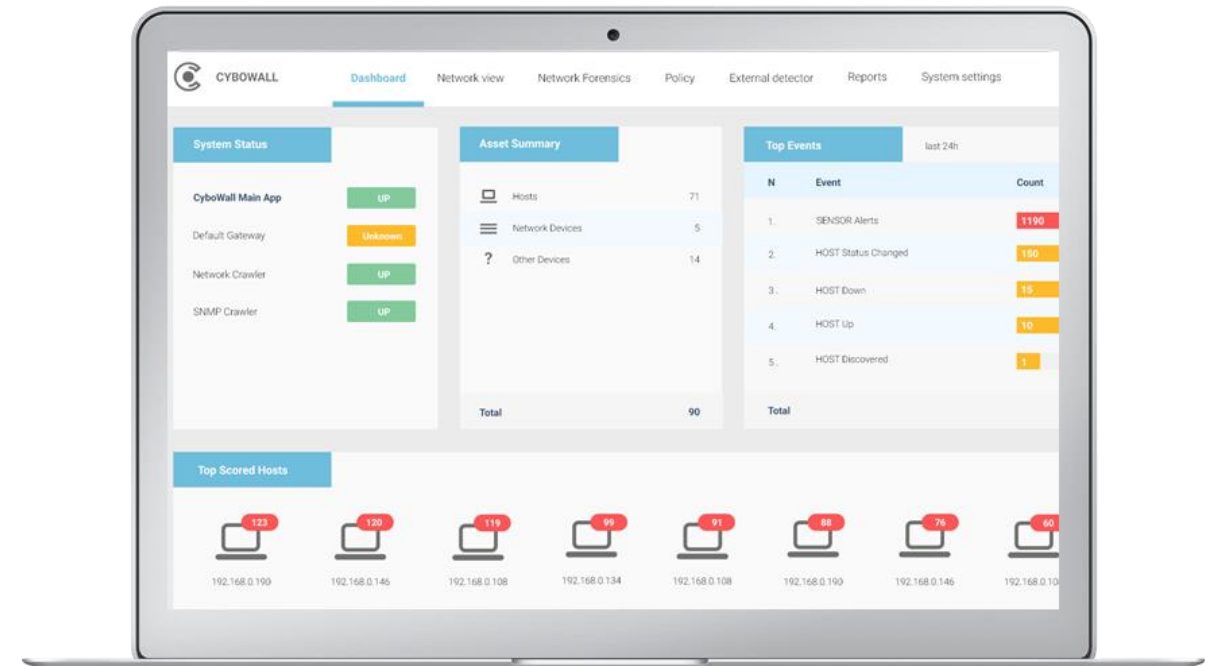 CYBOWALL
Dashboard
Network view
Network Forensics
Policy
External detector
Reports
System settings
System Status
CyboWall Main App UP
Default Gateway Unknown
Network Crawler UP
SNMP Crawler UP
Asset Summary
Hosts 71
Network Devices 5
? Other Devices 14
Total 90
Top Events last 24h
N Event Count
1. SENSOR Alerts 1190
2. HOST Status Changed 150
3. HOST Down 15
4. HOST Up 10
5. HOST Discovered 1
Total
Top Scored Hosts
123 120 119 99 91 88 76 60
192.168.0.190 192.168.0.146 192.168.0.108 192.168.0.134 192.168.0.108 192.168.0.190 192.168.0.146 192.168.0.10